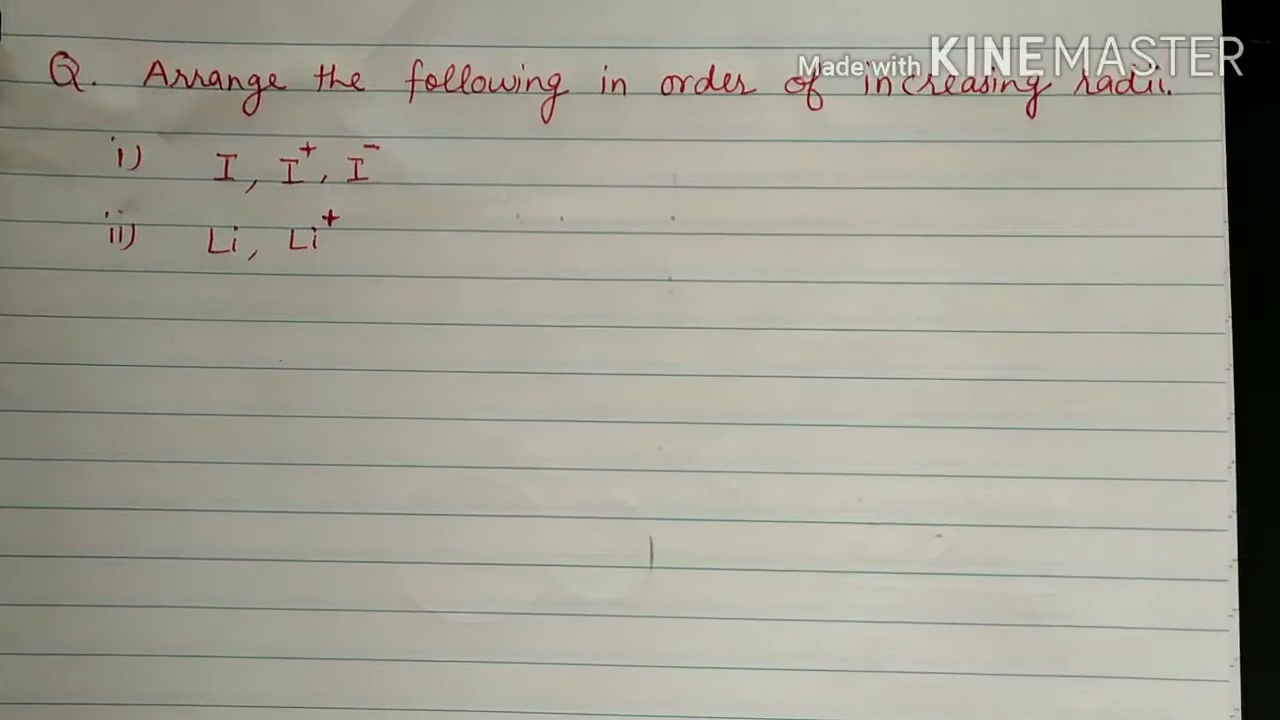 Made with KINEMASTER
Q. Arrange the following in order of increasing radii.
i) I, I⁺, I⁻
ii) Li, Li⁺